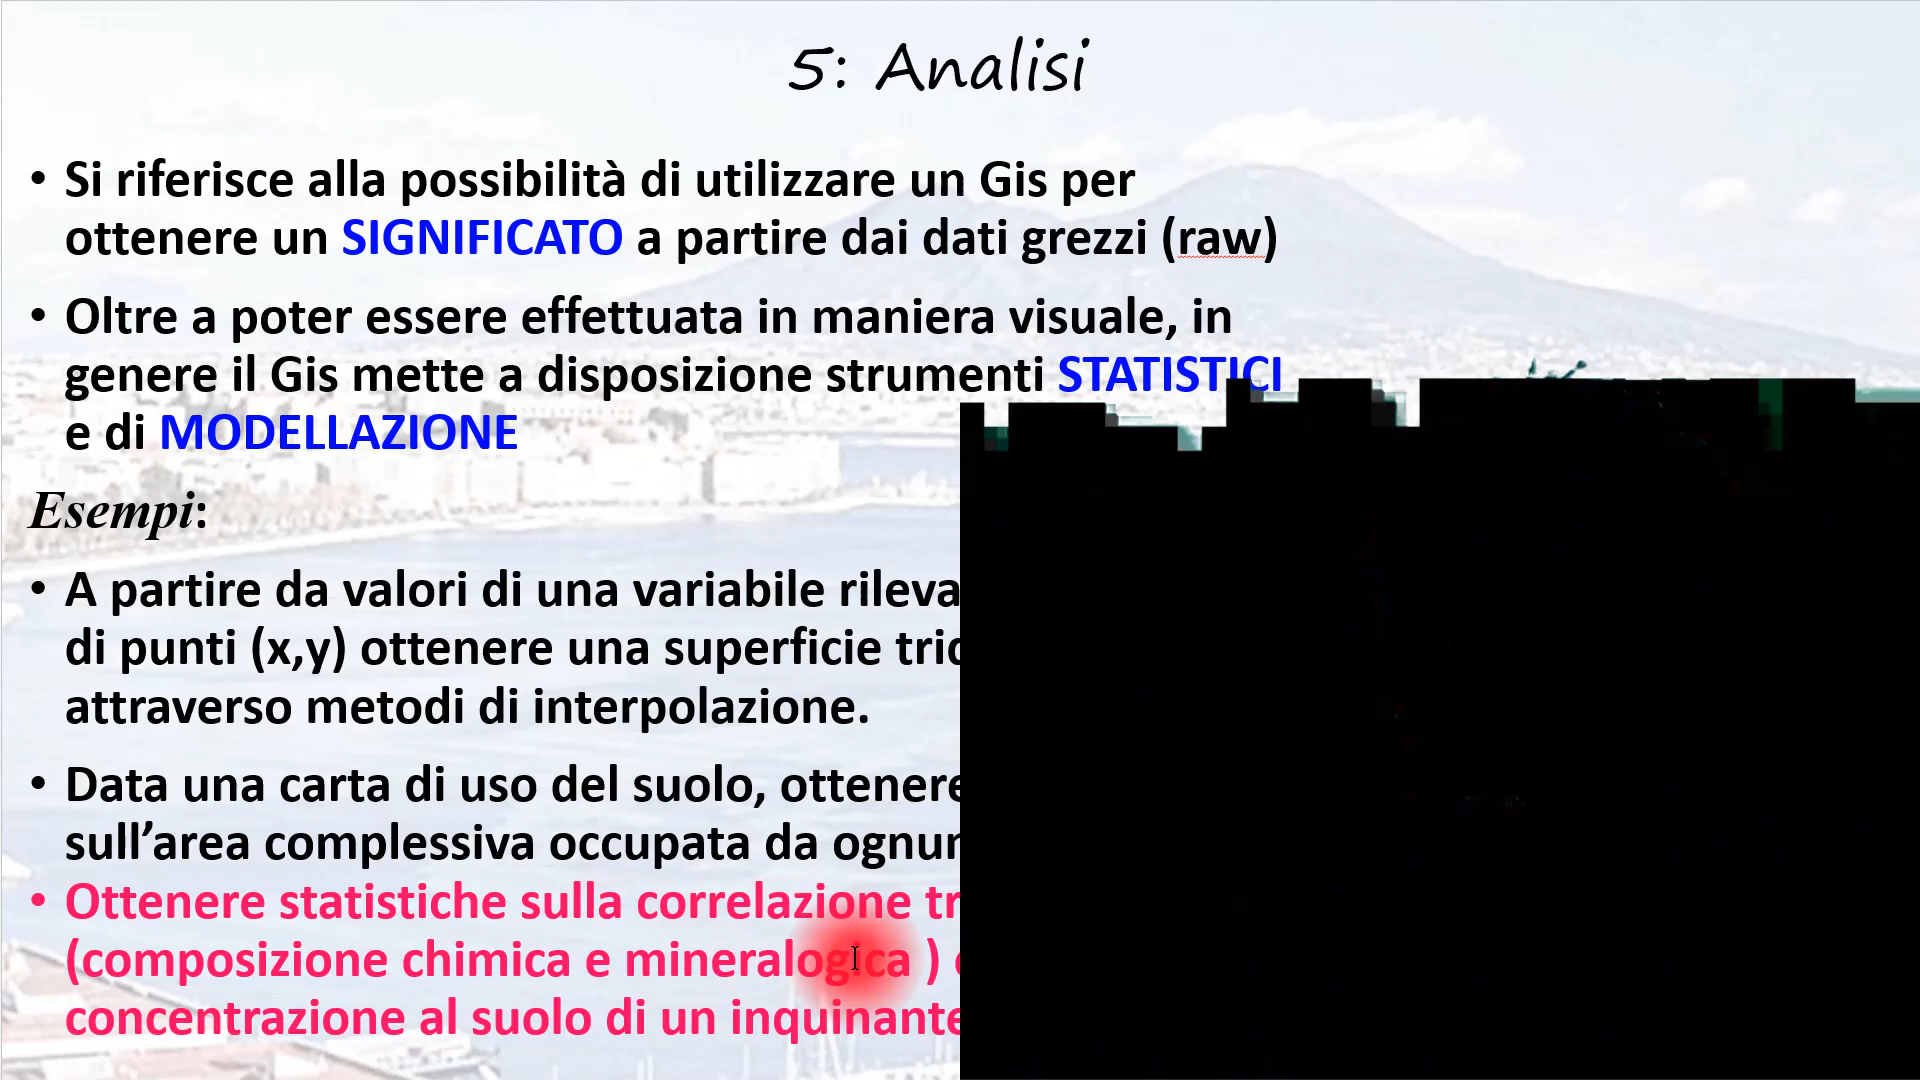 5: Analisi
• Si riferisce alla possibilità di utilizzare un Gis per
ottenere un SIGNIFICATO a partire dai dati grezzi (raw)
• Oltre a poter essere effettuata in maniera visuale, in
genere il Gis mette a disposizione strumenti STATISTICI
e di MODELLAZIONE
Esempi:
• A partire da valori di una variabile
di punti (x,y) ottenere una superficie
attraverso metodi di interpolazione.
• Data una carta di uso del suolo, ottenere
sull’area complessiva occupata da
• Ottenere statistiche sulla correlazione
(composizione chimica e mineralogica )
concentrazione al suolo di un inquinante